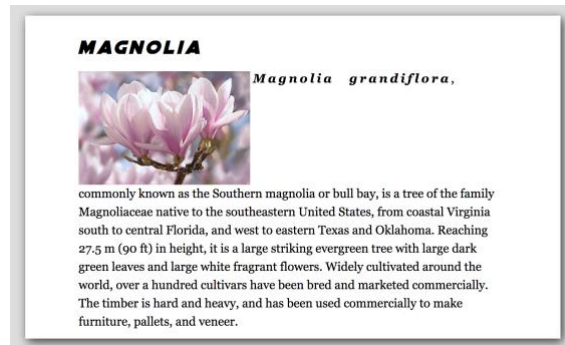 MAGNOLIA
Magnolia grandiflora,
commonly known as the Southern magnolia or bull bay, is a tree of the family
Magnoliaceae native to the southeastern United States, from coastal Virginia
south to central Florida, and west to eastern Texas and Oklahoma. Reaching
27.5 m (90 ft) in height, it is a large striking evergreen tree with large dark
green leaves and large white fragrant flowers. Widely cultivated around the
world, over a hundred cultivars have been bred and marketed commercially.
The timber is hard and heavy, and has been used commercially to make
furniture, pallets, and veneer.